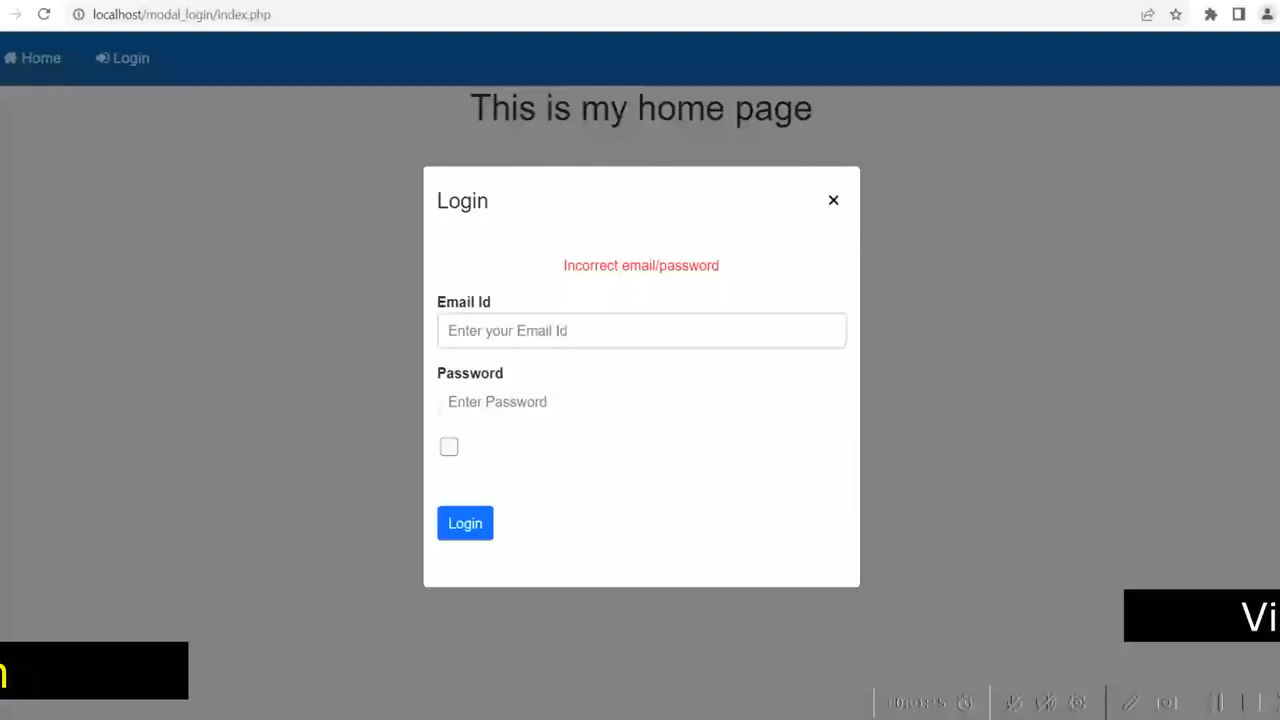 localhost/modal_login/index.php
Home Login
This is my home page
Login
Incorrect email/password
Email Id
Enter your Email Id
Password
Enter Password
Login
Vi
n